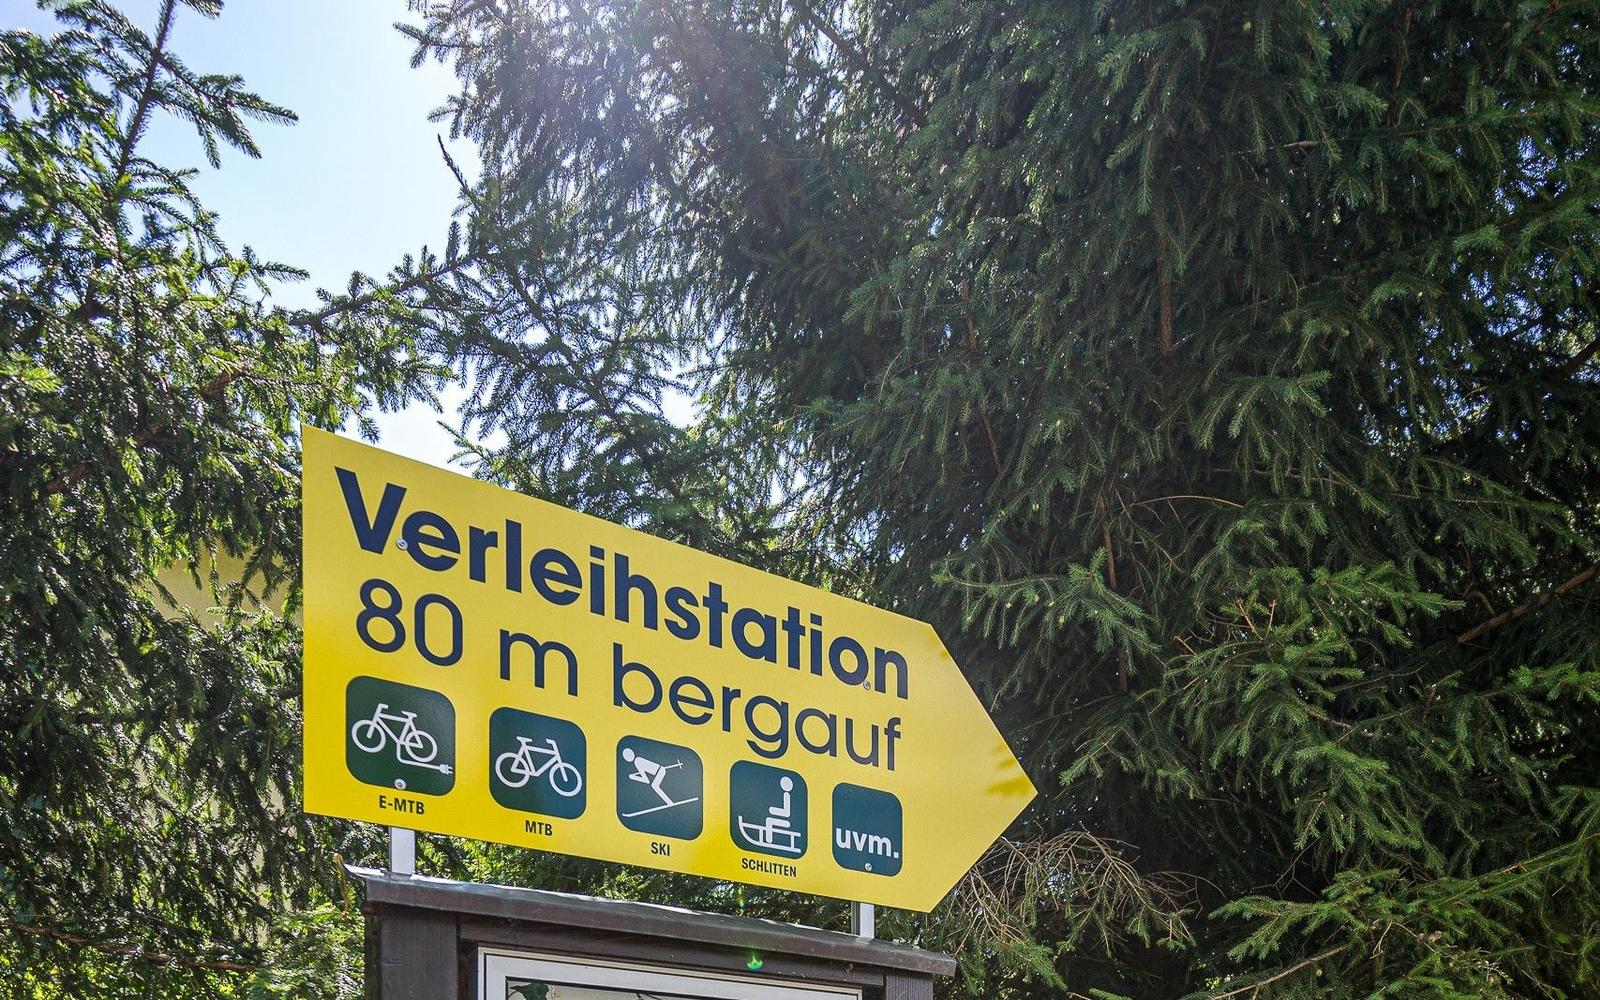 Verleihstation
80 m bergauf
E-MTB
MTB
SKI
SCHLITTEN
uvm.